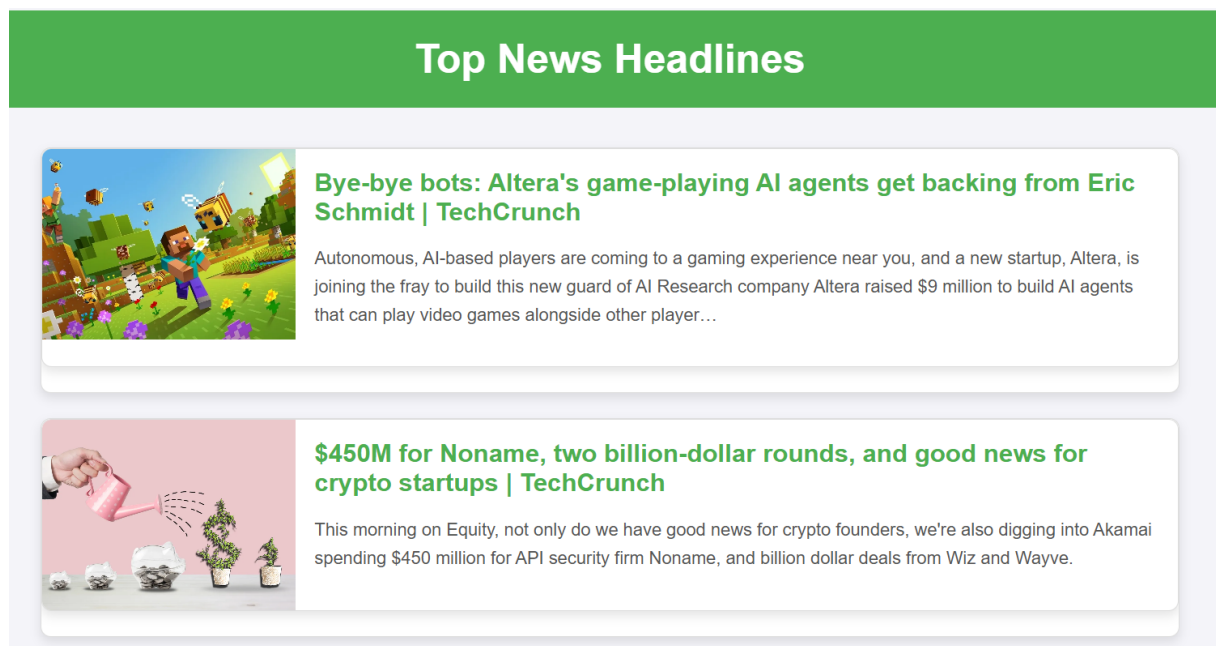 Top News Headlines
Bye-bye bots: Altera's game-playing AI agents get backing from Eric
Schmidt | TechCrunch
Autonomous, AI-based players are coming to a gaming experience near you, and a new startup, Altera, is
joining the fray to build this new guard of AI Research company Altera raised $9 million to build AI agents
that can play video games alongside other player…
$450M for Noname, two billion-dollar rounds, and good news for
crypto startups | TechCrunch
This morning on Equity, not only do we have good news for crypto founders, we're also digging into Akamai
spending $450 million for API security firm Noname, and billion dollar deals from Wiz and Wayve.